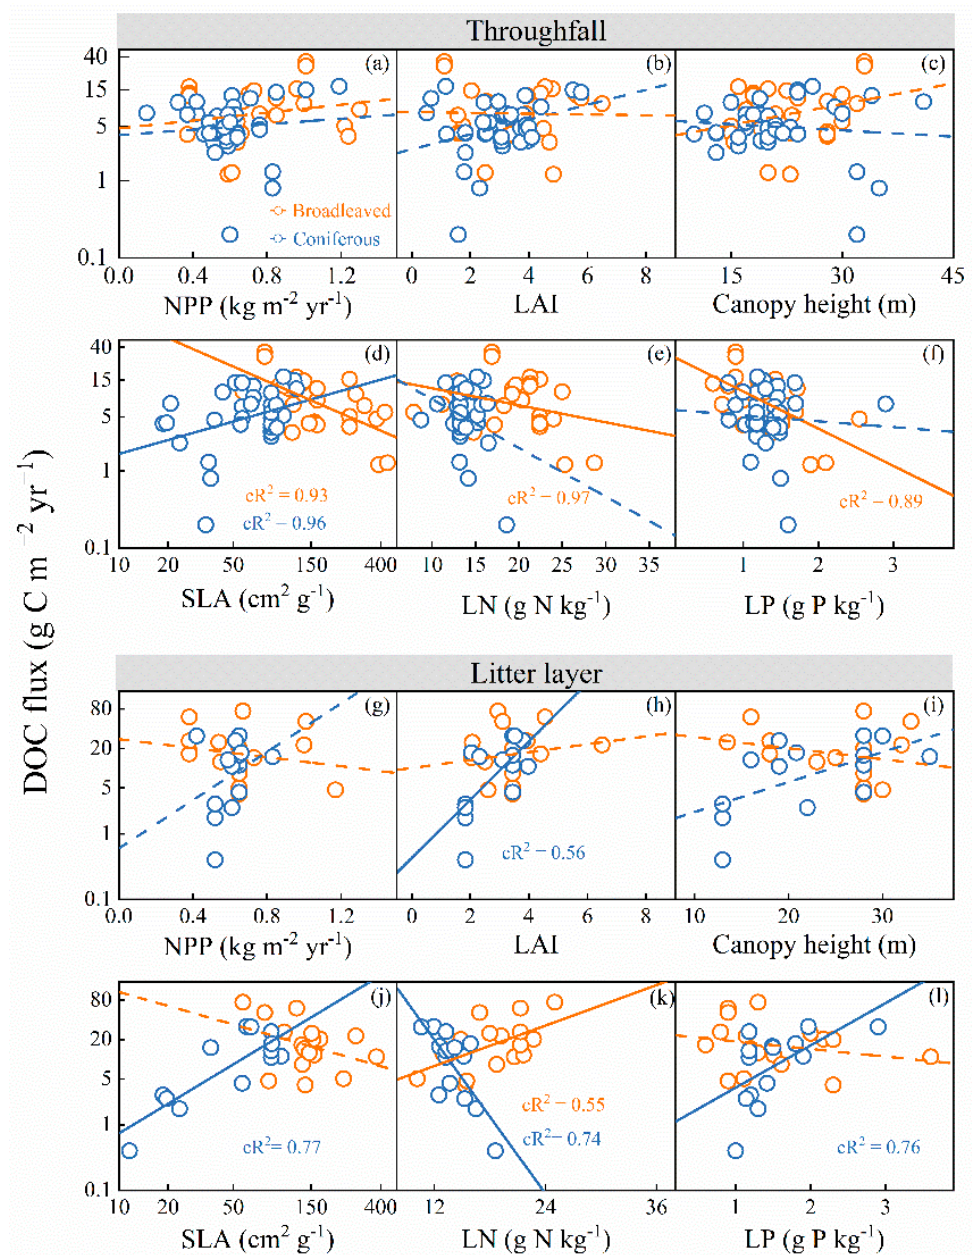 Throughfall
40
15
5
1
0.1
(a)
(b)
(c)
Broadleaved
Coniferous
0.0 0.4 0.8 1.2
0 2 4 6 8
15 30 45
NPP (kg m⁻² yr⁻¹)
LAI
Canopy height (m)
40
15
5
1
0.1
(d)
(e)
(f)
cR² = 0.93
cR² = 0.96
cR² = 0.97
cR² = 0.89
10 20 50 150 400
10 15 20 25 30 35
1 2 3
SLA (cm² g⁻¹)
LN (g N kg⁻¹)
LP (g P kg⁻¹)
DOC flux (g C m⁻² yr⁻¹)
Litter layer
80
20
5
1
0.1
(g)
(h)
(i)
cR² = 0.56
0.0 0.4 0.8 1.2
0 2 4 6 8
10 20 30
NPP (kg m⁻² yr⁻¹)
LAI
Canopy height (m)
80
20
5
1
0.1
(j)
(k)
(l)
cR² = 0.77
cR² = 0.55
cR² = 0.74
cR² = 0.76
10 20 50 150 400
12 24 36
1 2 3
SLA (cm² g⁻¹)
LN (g N kg⁻¹)
LP (g P kg⁻¹)